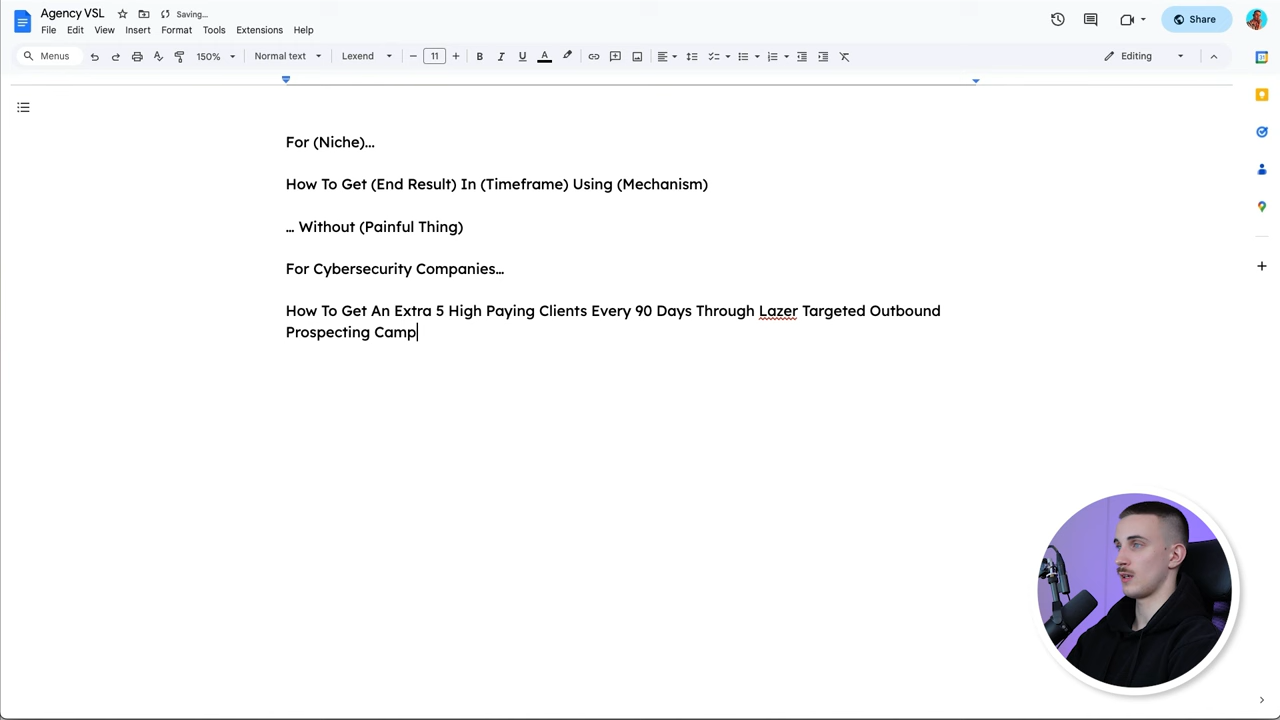 Agency VSL
Saving...
File Edit View Insert Format Tools Extensions Help
Share
Menus
150%
Normal text
Lexend
11
Editing
For (Niche)...
How To Get (End Result) In (Timeframe) Using (Mechanism)
... Without (Painful Thing)
For Cybersecurity Companies...
How To Get An Extra 5 High Paying Clients Every 90 Days Through Lazer Targeted Outbound
Prospecting Camp